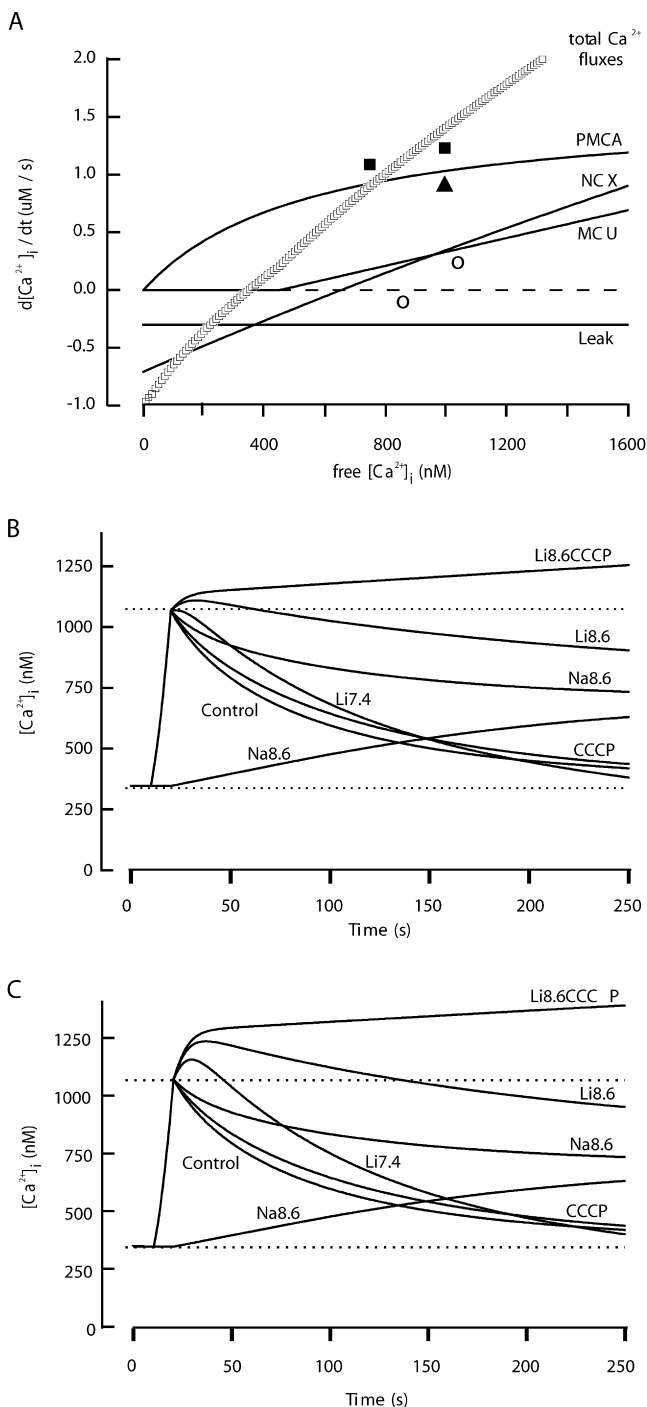 A
total Ca 2+
fluxes
2.0
1.5
1.0
0.5
0.0
-0.5
-1.0
d[Ca 2+ ]i / dt (uM / s)
PMCA
NC X
MC U
Leak
0
400
800
1200
1600
free [Ca2+]i (nM)
B
1250
1000
750
500
250
0
[Ca2+]i (nM)
Li8.6CCCP
Li8.6
Na8.6
Li7.4
Control
Na8.6
CCCP
0
50
100
150
200
250
Time (s)
C
1250
1000
750
500
250
0
[Ca2+]i (nM)
Li8.6CCC P
Li8.6
Na8.6
Li7.4
Control
Na8.6
CCCP
0
50
100
150
200
250
Time (s)